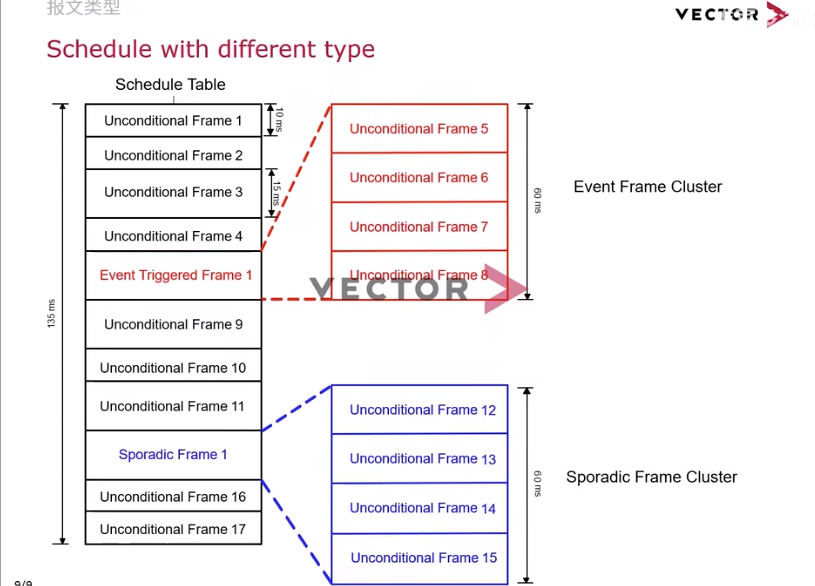 报文类型
VECTOR
Schedule with different type
Schedule Table
Unconditional Frame 1
10 ms
Unconditional Frame 2
Unconditional Frame 3
15 ms
Unconditional Frame 4
Event Triggered Frame 1
Unconditional Frame 9
Unconditional Frame 10
Unconditional Frame 11
Sporadic Frame 1
Unconditional Frame 16
Unconditional Frame 17
135 ms
Unconditional Frame 5
Unconditional Frame 6
Unconditional Frame 7
Unconditional Frame 8
VECTOR
60 ms
Event Frame Cluster
Unconditional Frame 12
Unconditional Frame 13
Unconditional Frame 14
Unconditional Frame 15
60 ms
Sporadic Frame Cluster
9/9